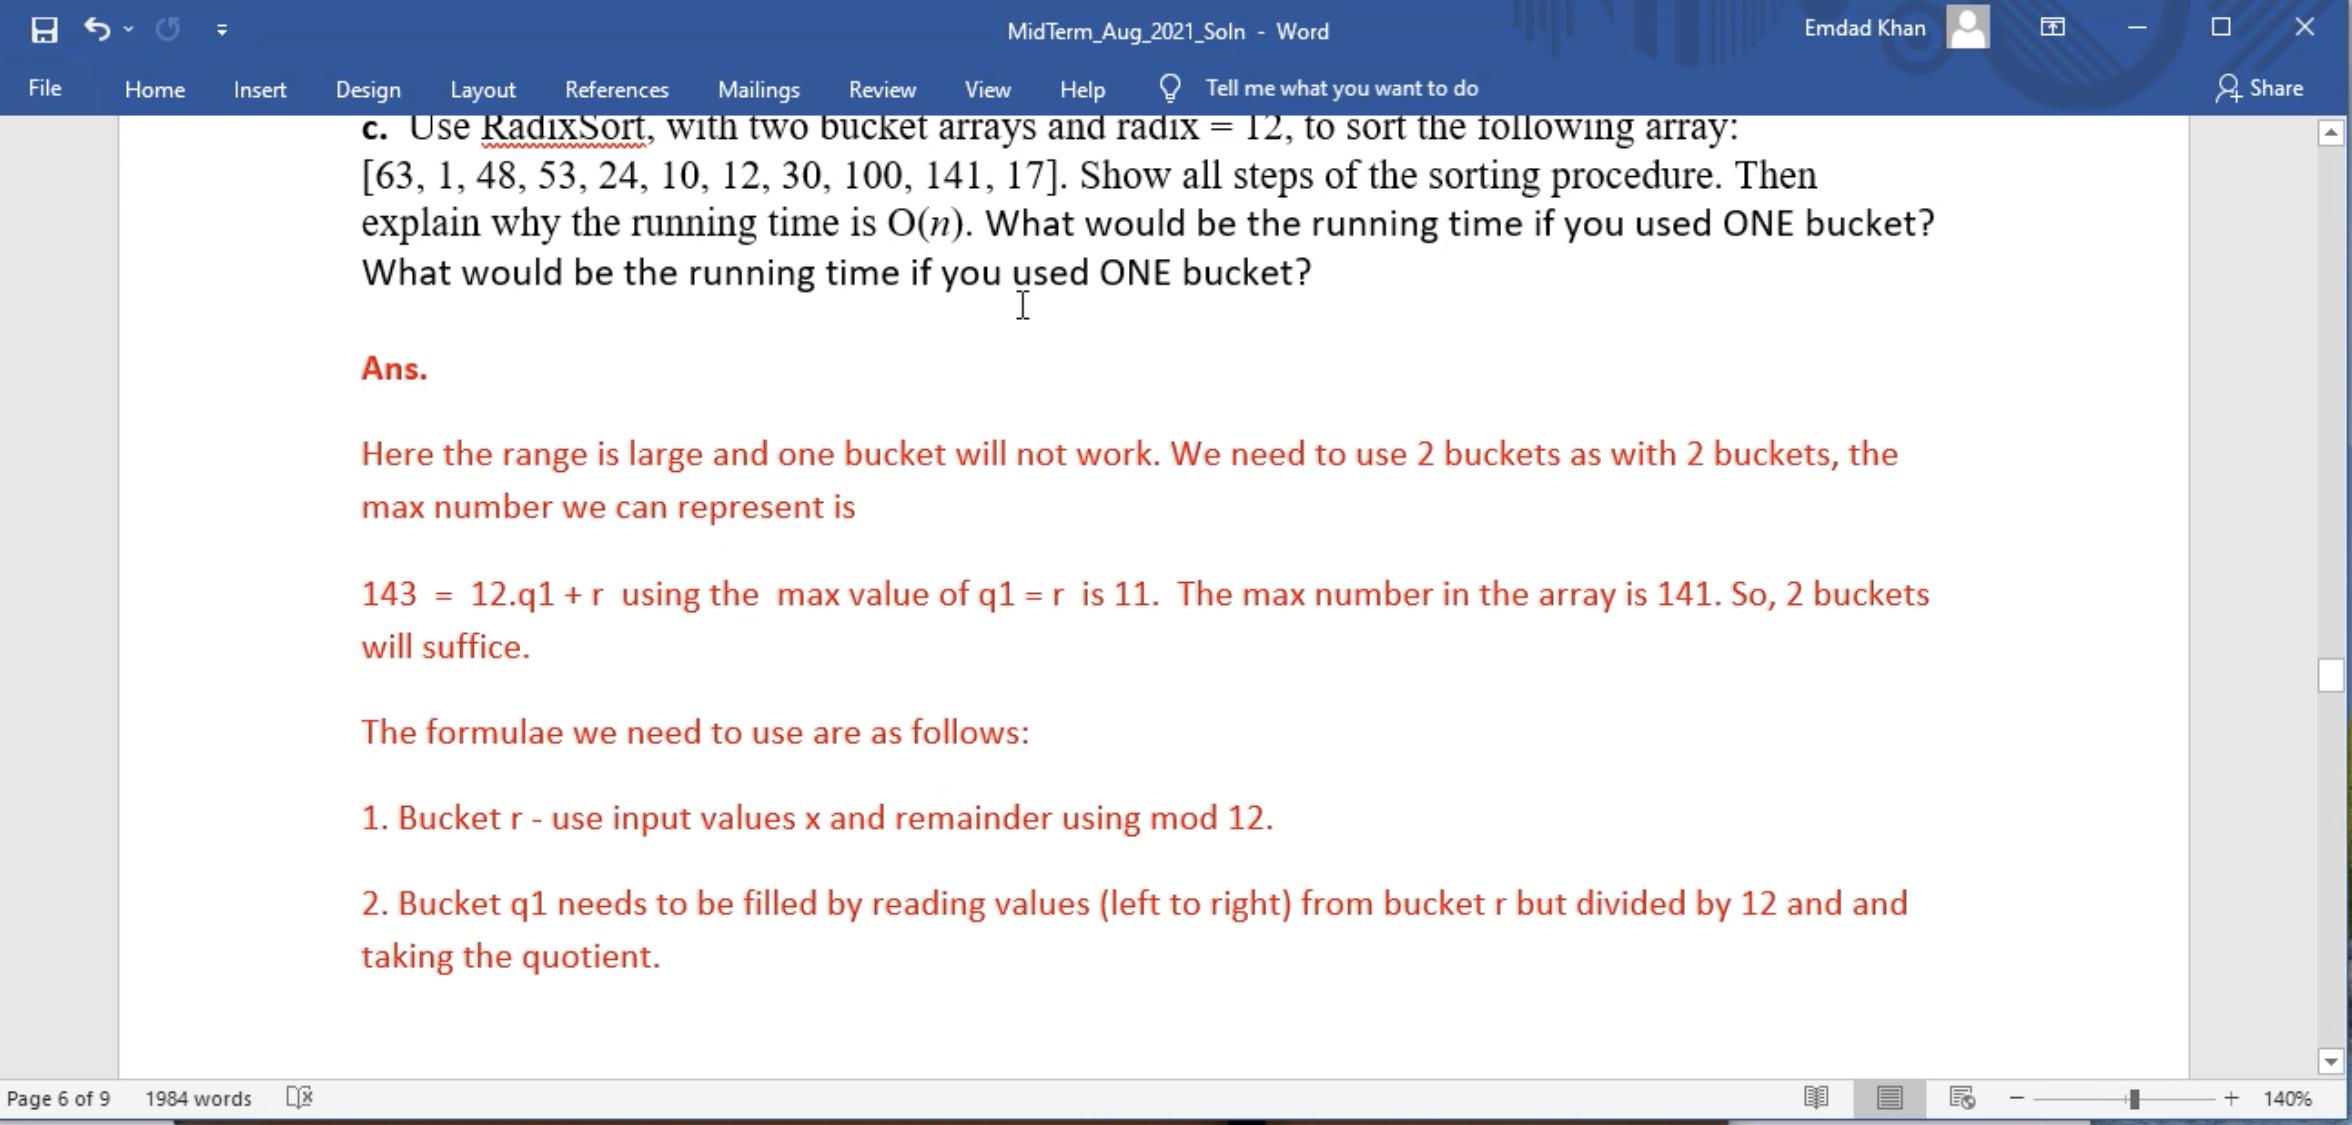 MidTerm_Aug_2021_Soln - Word
Emdad Khan
File Home Insert Design Layout References Mailings Review View Help Tell me what you want to do Share
c. Use RadixSort, with two bucket arrays and radix = 12, to sort the following array:
[63, 1, 48, 53, 24, 10, 12, 30, 100, 141, 17]. Show all steps of the sorting procedure. Then
explain why the running time is O(n). What would be the running time if you used ONE bucket?
What would be the running time if you used ONE bucket?
Ans.
Here the range is large and one bucket will not work. We need to use 2 buckets as with 2 buckets, the
max number we can represent is
143 = 12.q1 + r using the max value of q1 = r is 11. The max number in the array is 141. So, 2 buckets
will suffice.
The formulae we need to use are as follows:
1. Bucket r - use input values x and remainder using mod 12.
2. Bucket q1 needs to be filled by reading values (left to right) from bucket r but divided by 12 and and
taking the quotient.
Page 6 of 9 1984 words 140%